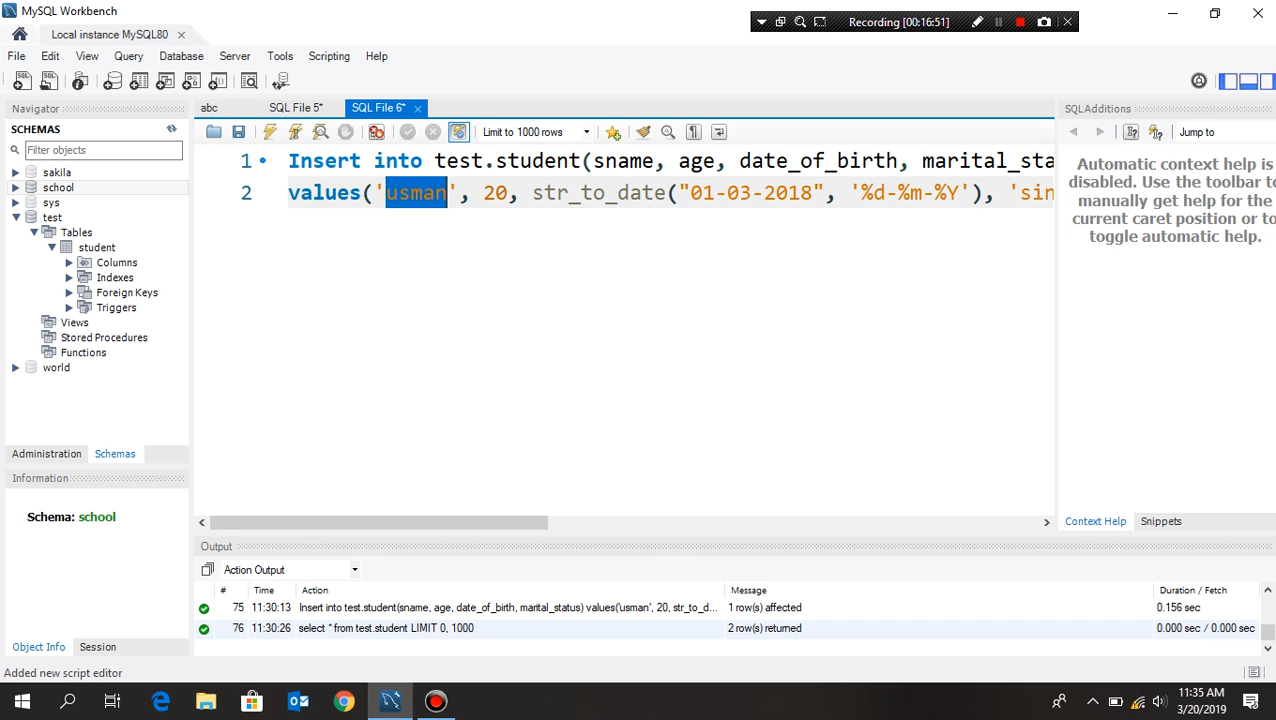 MySQL Workbench
Recording [00:16:51]
Local instance MySQL80
File Edit View Query Database Server Tools Scripting Help
Navigator
SCHEMAS
Filter objects
sakila
school
sys
test
Tables
student
Columns
Indexes
Foreign Keys
Triggers
Views
Stored Procedures
Functions
world
Administration Schemas
Information
Schema: school
Object Info Session
abc SQL File 5* SQL File 6*
Limit to 1000 rows
1 Insert into test.student(sname, age, date_of_birth, marital_sta
2 values('usman', 20, str_to_date("01-03-2018", '%d-%m-%Y'), 'sin
SQLAdditions
Jump to
Automatic context help is
disabled. Use the toolbar to
manually get help for the
current caret position or to
toggle automatic help.
Context Help Snippets
Output
Action Output
# Time Action Message Duration / Fetch
75 11:30:13 Insert into test.student(sname, age, date_of_birth, marital_status) values('usman', 20, str_to_d... 1 row(s) affected 0.156 sec
76 11:30:26 select * from test.student LIMIT 0, 1000 2 row(s) returned 0.000 sec / 0.000 sec
Added new script editor
11:35 AM
3/20/2019